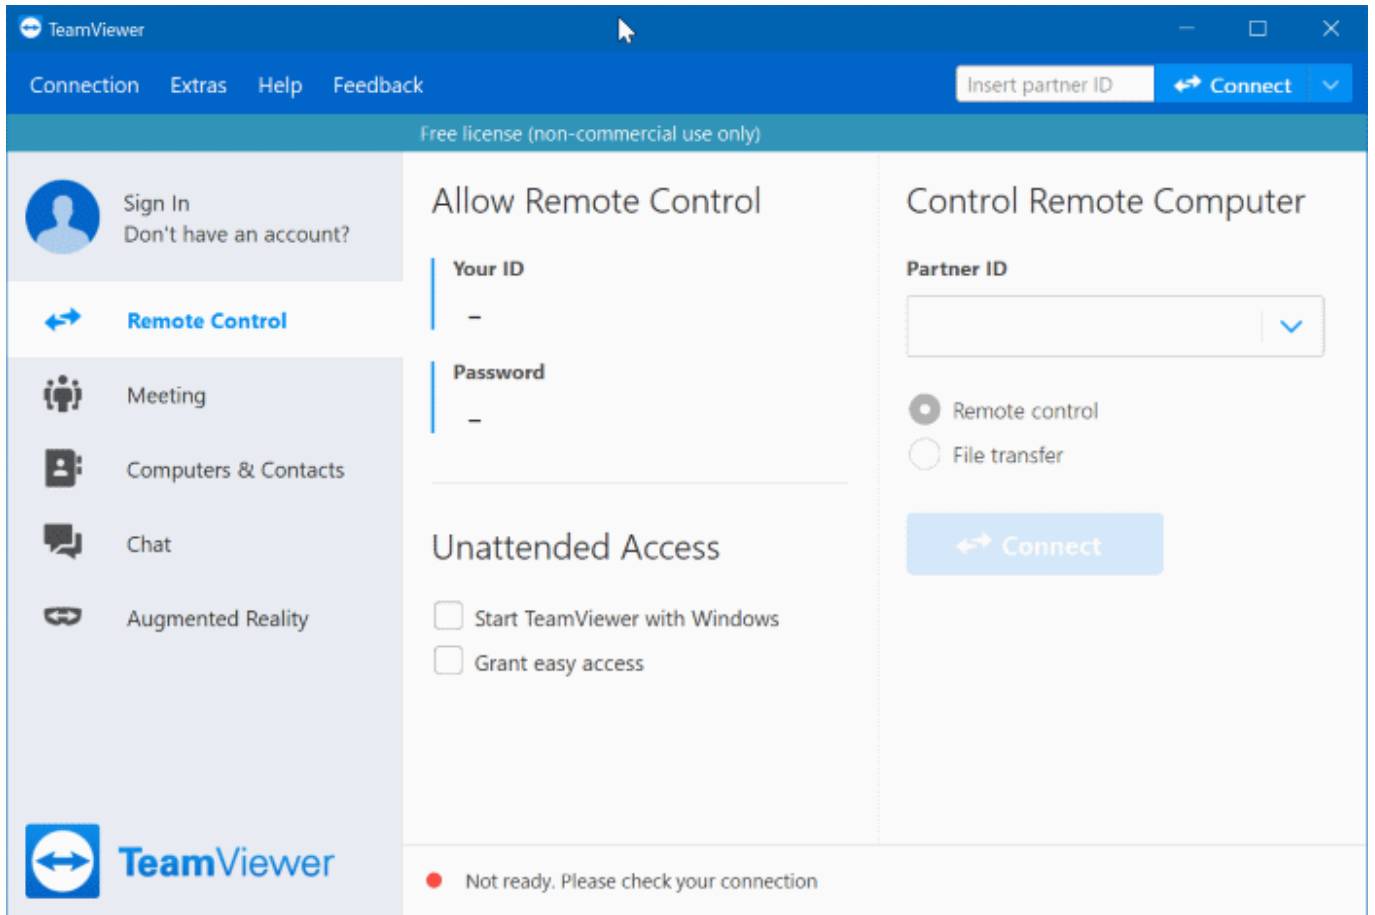 TeamViewer
Connection Extras Help Feedback
Insert partner ID
Connect
Free license (non-commercial use only)
Sign In
Don't have an account?
Remote Control
Meeting
Computers & Contacts
Chat
Augmented Reality
TeamViewer
Allow Remote Control
Your ID
–
Password
–
Unattended Access
Start TeamViewer with Windows
Grant easy access
Control Remote Computer
Partner ID
Remote control
File transfer
Connect
Not ready. Please check your connection